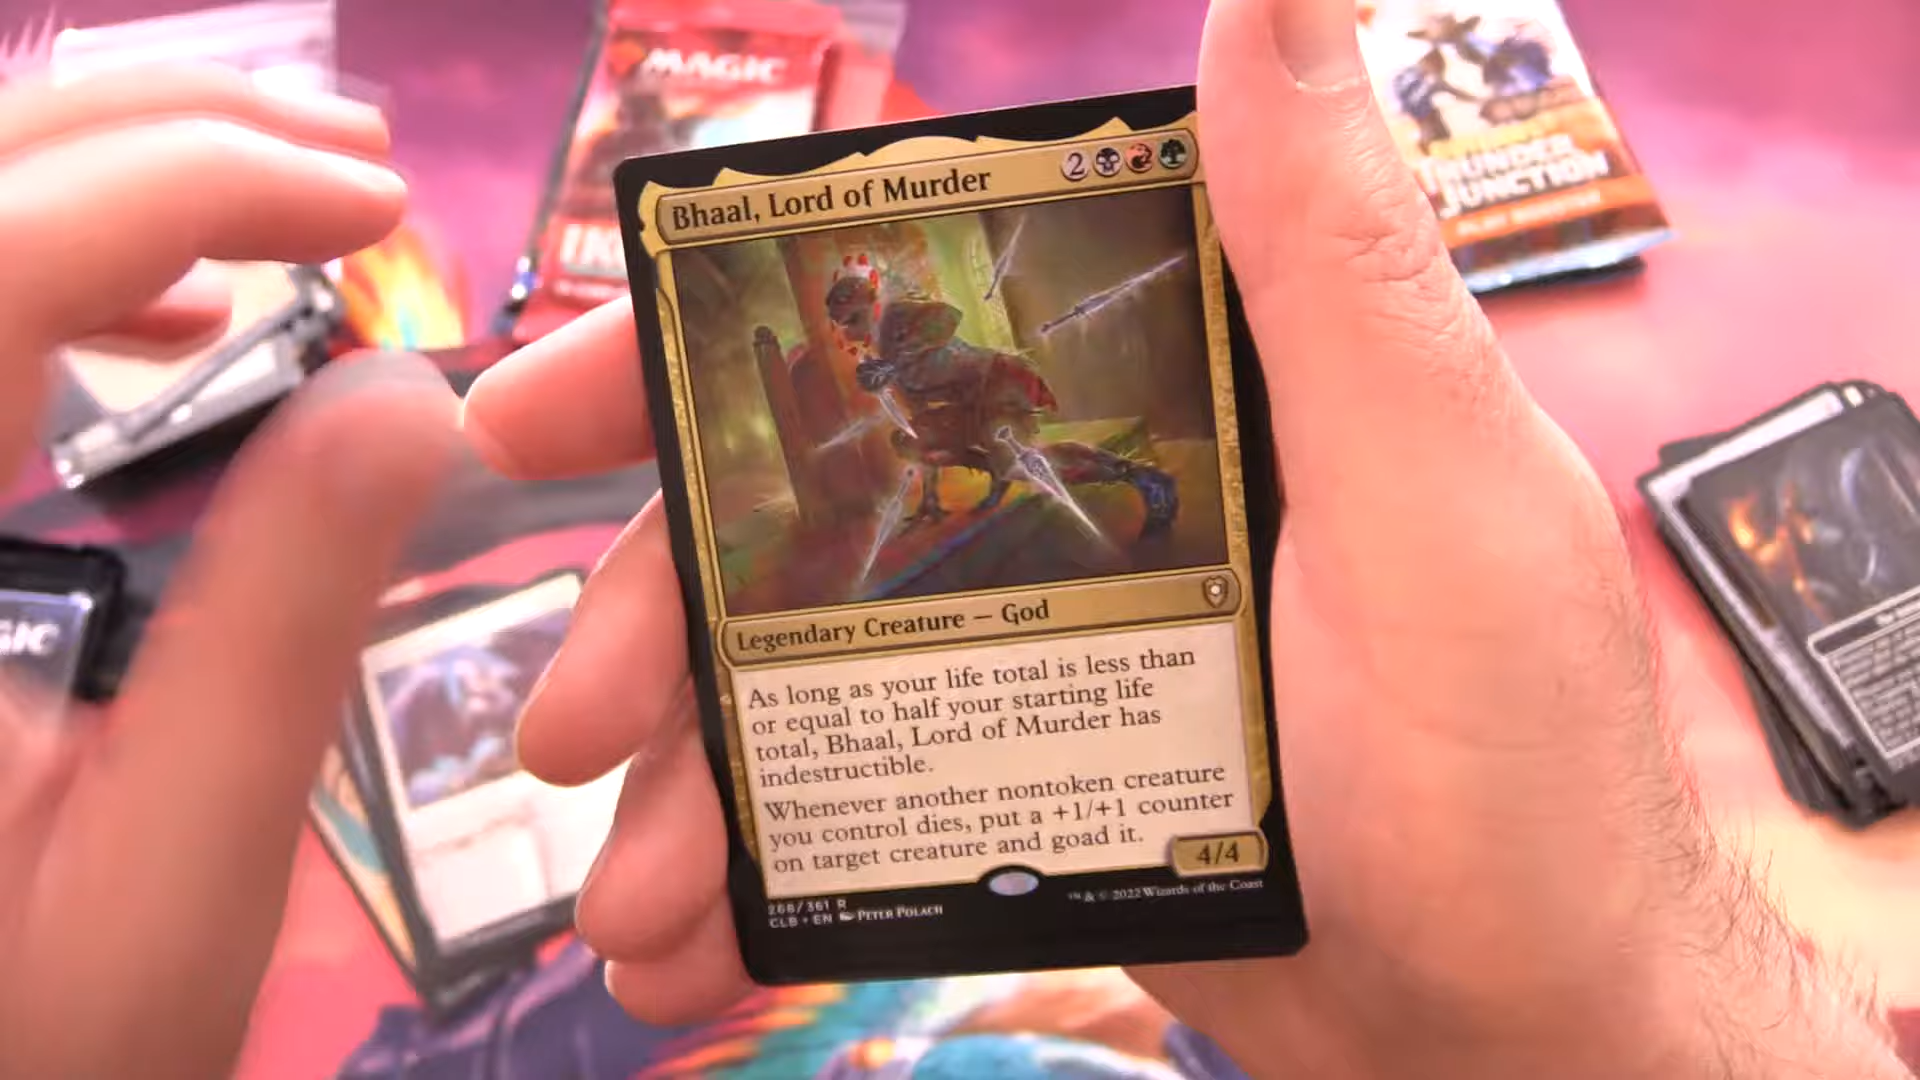 MAGIC
THUNDER
JUNCTION
PLAY BOOSTER
Bhaal, Lord of Murder
2
Legendary Creature — God
As long as your life total is less than
or equal to half your starting life
total, Bhaal, Lord of Murder has
indestructible.
Whenever another nontoken creature
you control dies, put a +1/+1 counter
on target creature and goad it.
4/4
268/361 R
CLB • EN Peter Polach
™ & © 2022 Wizards of the Coast
GIC